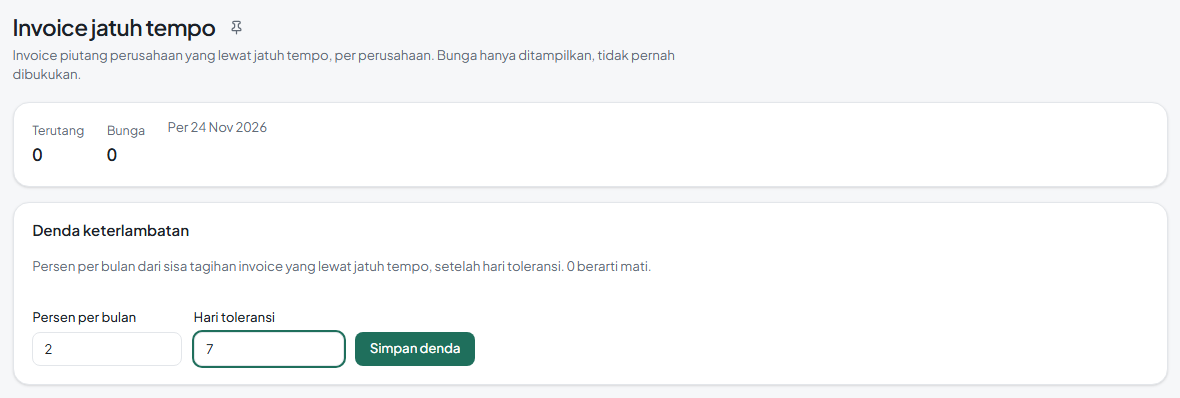 Invoice jatuh tempo
Invoice piutang perusahaan yang lewat jatuh tempo, per perusahaan. Bunga hanya ditampilkan, tidak pernah
dibukukan.
Terutang Bunga Per 24 Nov 2026
0 0
Denda keterlambatan
Persen per bulan dari sisa tagihan invoice yang lewat jatuh tempo, setelah hari toleransi. 0 berarti mati.
Persen per bulan Hari toleransi
2 7 Simpan denda